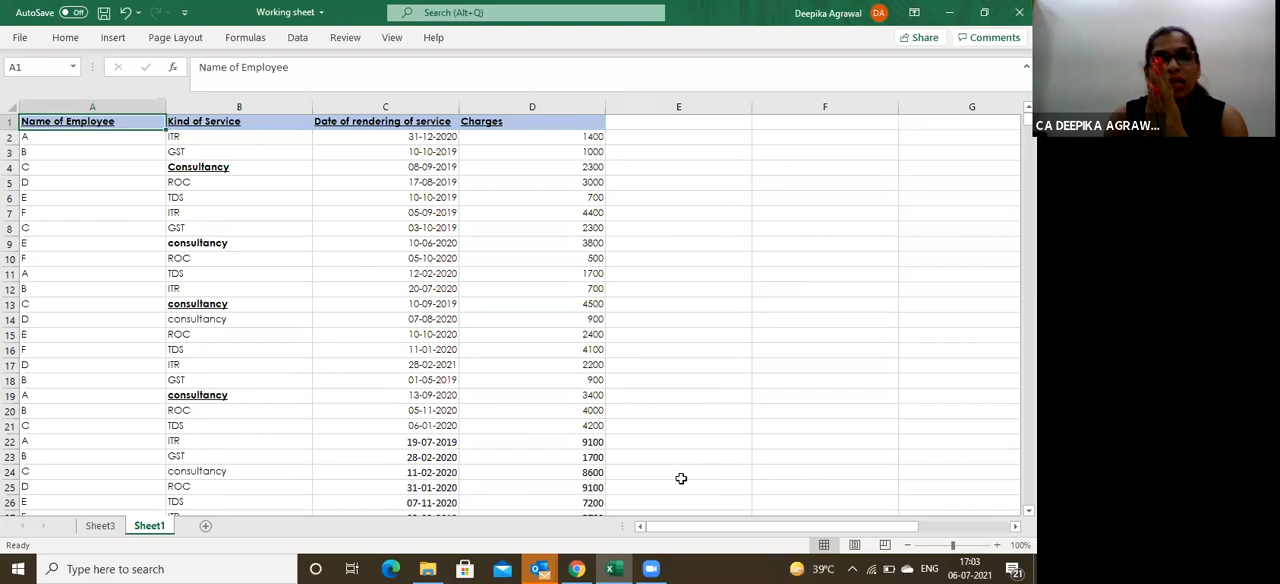 AutoSave Off Working sheet Search (Alt+Q) Deepika Agrawal DA
File Home Insert Page Layout Formulas Data Review View Help Share Comments
A1 fx Name of Employee
A B C D E F G
1 Name of Employee Kind of Service Date of rendering of service Charges
2 A ITR 31-12-2020 1400
3 B GST 10-10-2019 1000
4 C Consultancy 08-09-2019 2300
5 D ROC 17-08-2019 3000
6 E TDS 10-10-2019 700
7 F ITR 05-09-2019 4400
8 C GST 03-10-2019 2300
9 E consultancy 10-06-2020 3800
10 F ROC 05-10-2020 500
11 A TDS 12-02-2020 1700
12 B ITR 20-07-2020 700
13 C consultancy 10-09-2019 4500
14 D consultancy 07-08-2020 900
15 E ROC 10-10-2020 2400
16 F TDS 11-01-2020 4100
17 D ITR 28-02-2021 2200
18 B GST 01-05-2019 900
19 A consultancy 13-09-2020 3400
20 B ROC 05-11-2020 4000
21 C TDS 06-01-2020 4200
22 A ITR 19-07-2019 9100
23 B GST 28-02-2020 1700
24 C consultancy 11-02-2020 8600
25 D ROC 31-01-2020 9100
26 E TDS 07-11-2020 7200
Sheet3 Sheet1
Ready 100%
Type here to search 39°C ENG 17:03
06-07-2021 21
CA DEEPIKA AGRAW...